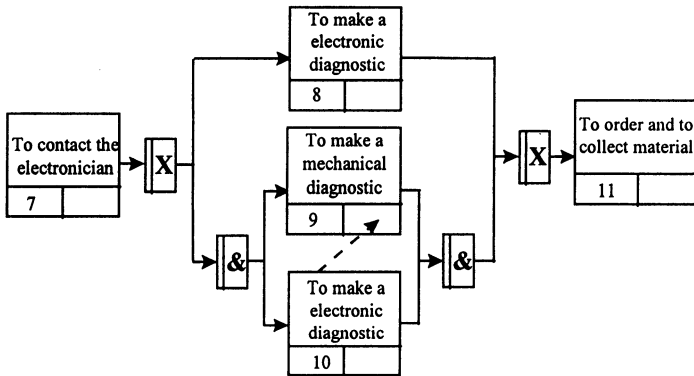 To make a
electronic
diagnostic
8
To contact the
electronician
7
X
To make a
mechanical
diagnostic
9
X
To order and to
collect material
11
&
&
To make a
electronic
diagnostic
10